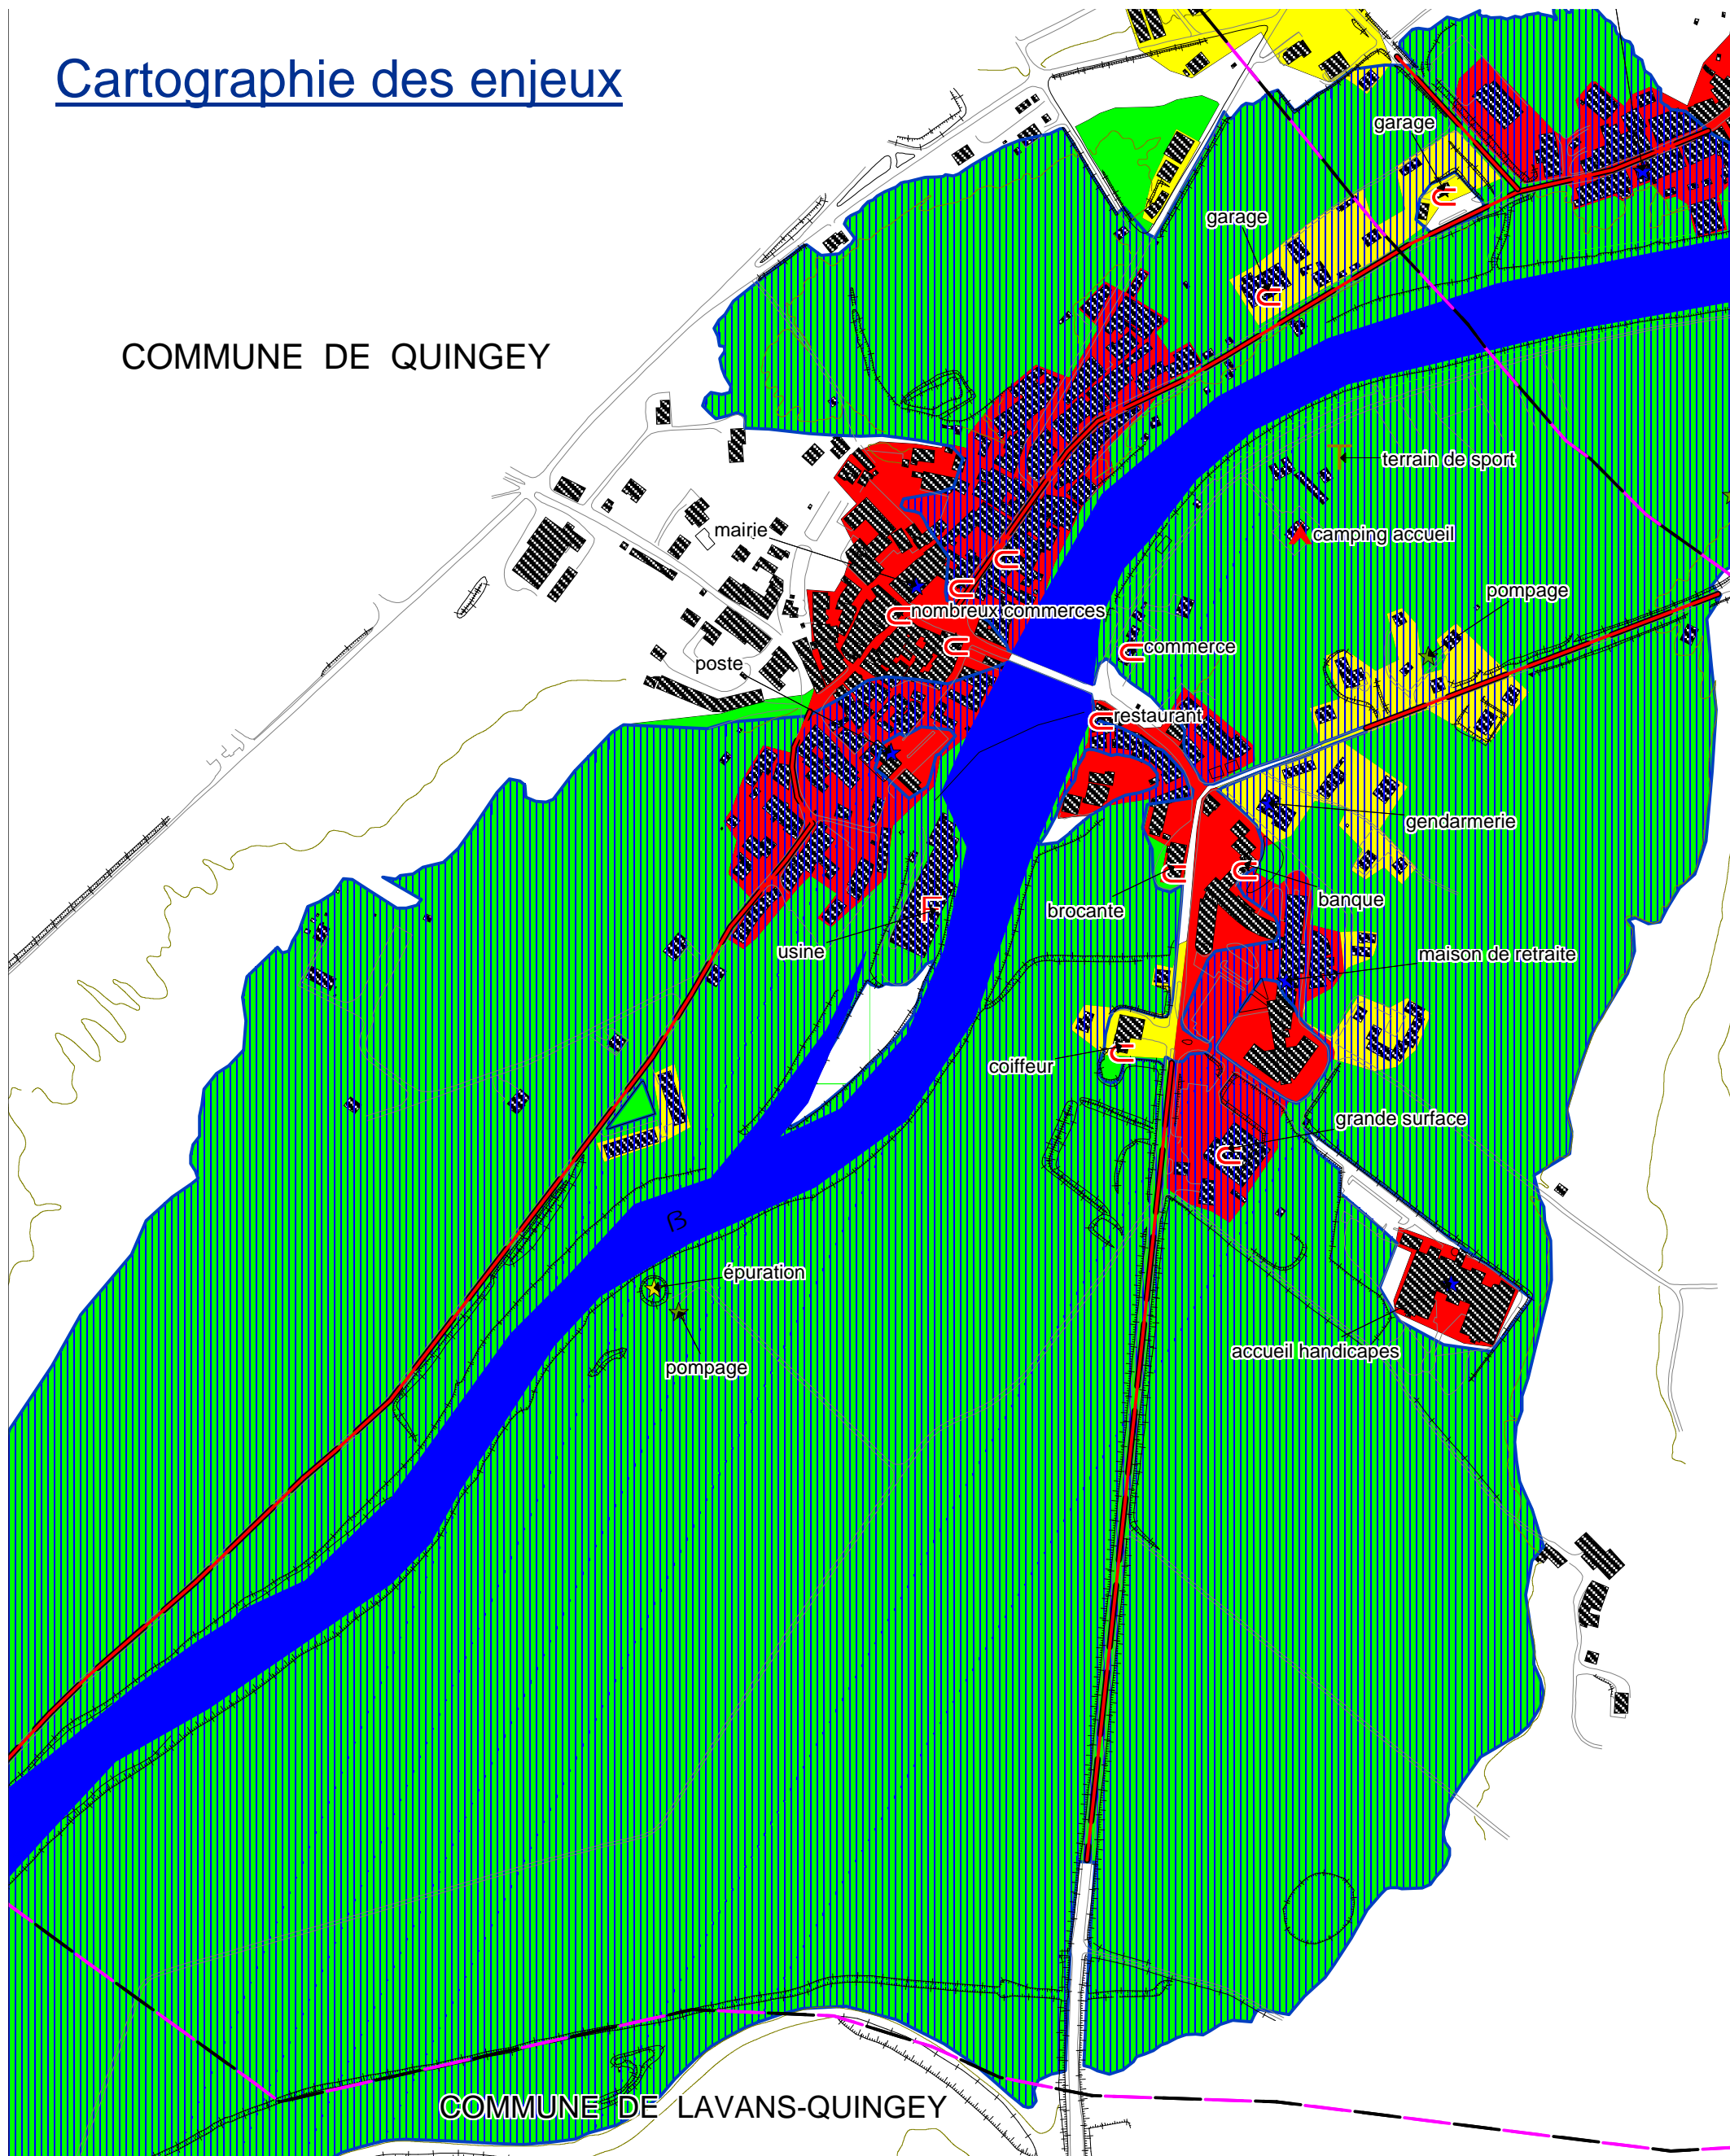 Cartographie des enjeux
garage
garage
COMMUNE DE QUINGEY
terrain de sport
mairie
camping accueil
pompage
nombreux commerces
commerce
poste
restaurant
gendarmerie
banque
brocante
usine
maison de retraite
coiffeur
grande surface
épuration
accueil handicapes
pompage
COMMUNE DE LAVANS-QUINGEY